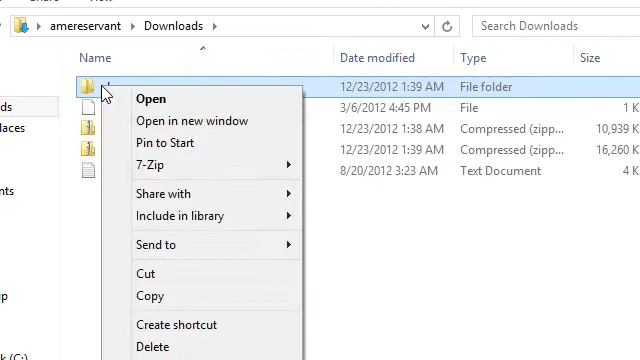 amereservant Downloads Search Downloads
Name Date modified Type Size
12/23/2012 1:39 AM File folder
3/6/2012 4:45 PM File 1 K
12/23/2012 1:38 AM Compressed (zipp... 10,939 K
12/23/2012 1:39 AM Compressed (zipp... 16,260 K
8/20/2012 3:23 AM Text Document 4 K
Open
Open in new window
Pin to Start
7-Zip
Share with
Include in library
Send to
Cut
Copy
Create shortcut
Delete
ds
laces
nts
p
k (C:)